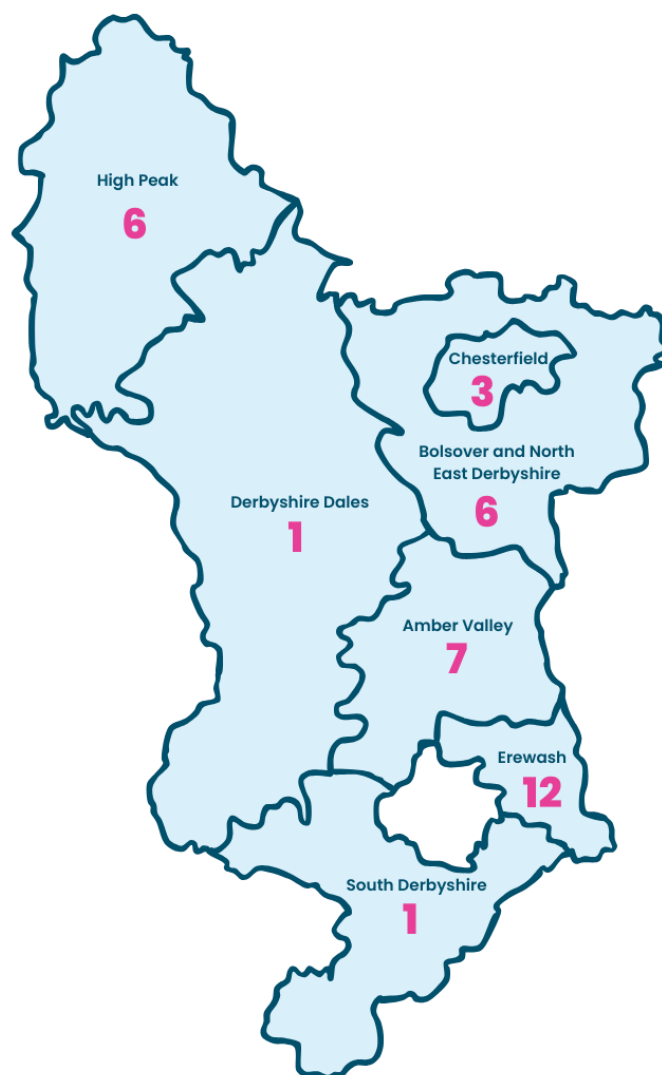 High Peak
6
Chesterfield
3
Bolsover and North
East Derbyshire
6
Derbyshire Dales
1
Amber Valley
7
Erewash
12
South Derbyshire
1